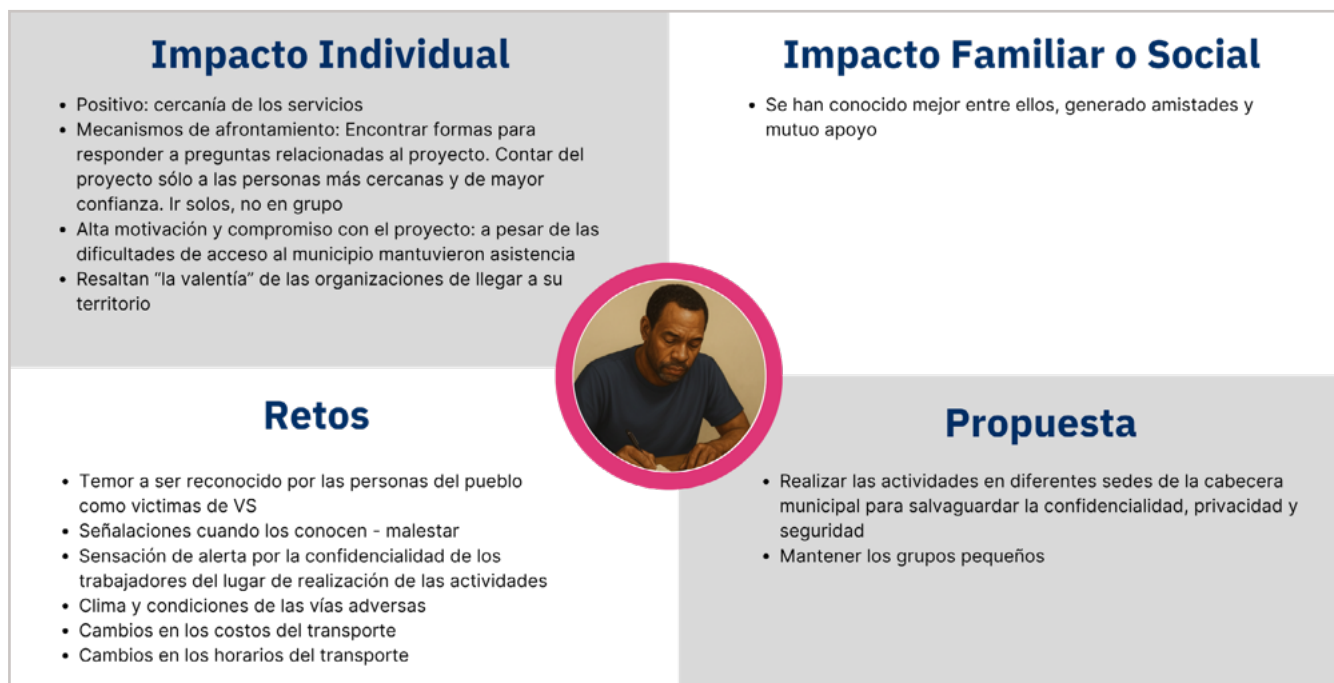 Impacto Individual
• Positivo: cercanía de los servicios
• Mecanismos de afrontamiento: Encontrar formas para
responder a preguntas relacionadas al proyecto. Contar del
proyecto sólo a las personas más cercanas y de mayor
confianza. Ir solos, no en grupo
• Alta motivación y compromiso con el proyecto: a pesar de las
dificultades de acceso al municipio mantuvieron asistencia
• Resaltan “la valentía” de las organizaciones de llegar a su
territorio
Impacto Familiar o Social
• Se han conocido mejor entre ellos, generado amistades y
mutuo apoyo
Retos
• Temor a ser reconocido por las personas del pueblo
como victimas de VS
• Señalaciones cuando los conocen - malestar
• Sensación de alerta por la confidencialidad de los
trabajadores del lugar de realización de las actividades
• Clima y condiciones de las vías adversas
• Cambios en los costos del transporte
• Cambios en los horarios del transporte
Propuesta
• Realizar las actividades en diferentes sedes de la cabecera
municipal para salvaguardar la confidencialidad, privacidad y
seguridad
• Mantener los grupos pequeños